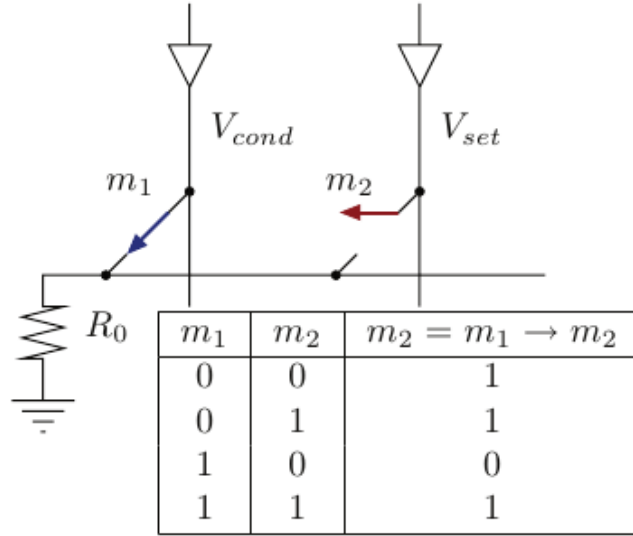 V_cond V_set
m_1 m_2
R_0
m_1 m_2 m_2 = m_1 → m_2
0 0 1
0 1 1
1 0 0
1 1 1